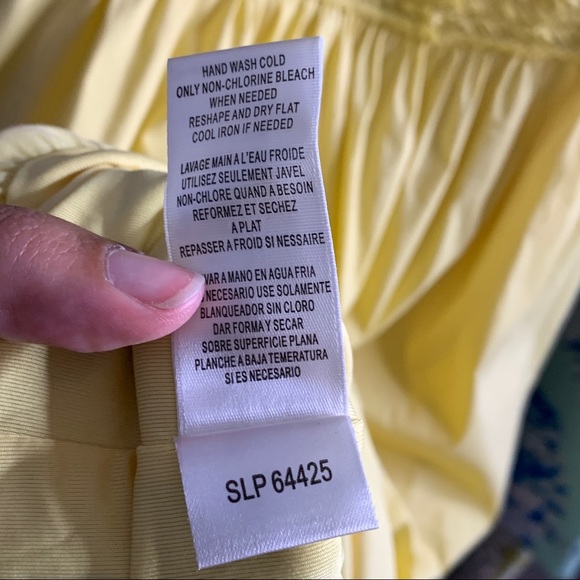 HAND WASH COLD
ONLY NON-CHLORINE BLEACH
WHEN NEEDED
RESHAPE AND DRY FLAT
COOL IRON IF NEEDED
LAVAGE MAIN A L'EAU FROIDE
UTILISEZ SEULEMENT JAVEL
NON-CHLORE QUAND A BESOIN
REFORMEZ ET SECHEZ
A PLAT
REPASSER A FROID SI NESSAIRE
VAR A MANO EN AGUA FRIA
NECESARIO USE SOLAMENTE
BLANQUEADOR SIN CLORO
DAR FORMA Y SECAR
SOBRE SUPERFICIE PLANA
PLANCHE A BAJA TEMERATURA
SI ES NECESARIO
SLP 64425